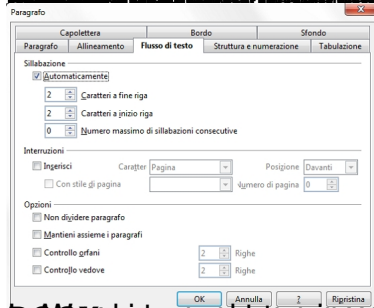 Paragrafo
Capolettera Bordo Sfondo
Paragrafo Allineamento Flusso di testo Struttura e numerazione Tabulazione
Sillabazione
Automaticamente
2 Caratteri a fine riga
2 Caratteri a inizio riga
0 Numero massimo di sillabazioni consecutive
Interruzioni
Inserisci Carattere Pagina Posizione Davanti
Con stile di pagina Numero di pagina 0
Opzioni
Non dividere paragrafo
Mantieni assieme i paragrafi
Controllo orfani 2 Righe
Controllo vedove 2 Righe
OK Annulla ? Ripristina